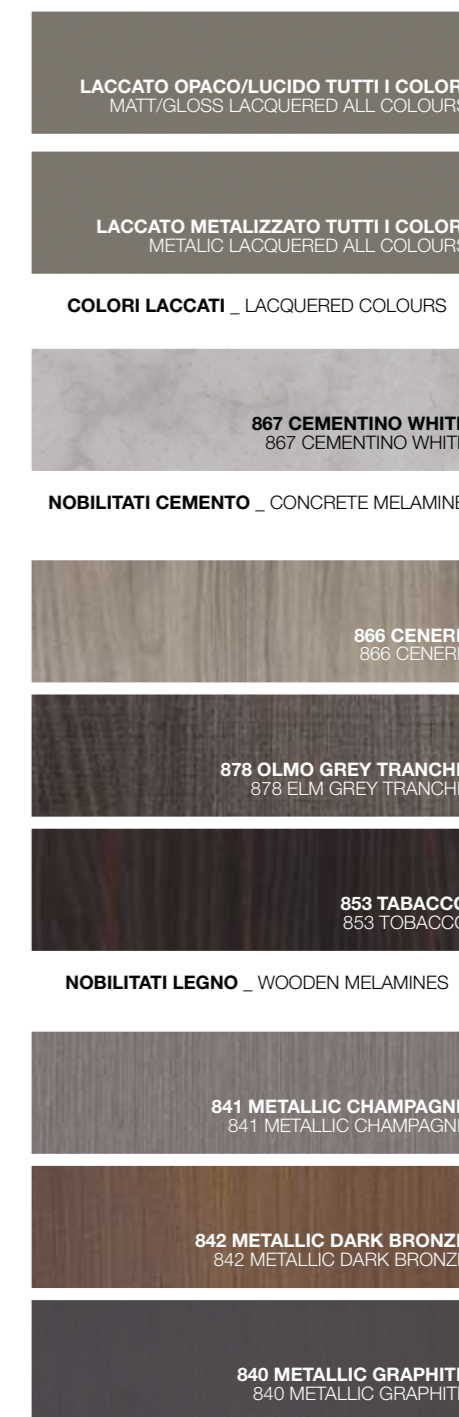 LACCATO OPACO/LUCIDO TUTTI I COLORI
MATT/GLOSS LACQUERED ALL COLOURS
LACCATO METALIZZATO TUTTI I COLORI
METALIC LACQUERED ALL COLOURS
COLORI LACCATI _ LACQUERED COLOURS
867 CEMENTINO WHITE
867 CEMENTINO WHITE
NOBILITATI CEMENTO _ CONCRETE MELAMINE
866 CENERE
866 CENERE
878 OLMO GREY TRANCHE
878 ELM GREY TRANCHE
853 TABACCO
853 TOBACCO
NOBILITATI LEGNO _ WOODEN MELAMINES
841 METALLIC CHAMPAGNE
841 METALLIC CHAMPAGNE
842 METALLIC DARK BRONZE
842 METALLIC DARK BRONZE
840 METALLIC GRAPHITE
840 METALLIC GRAPHITE